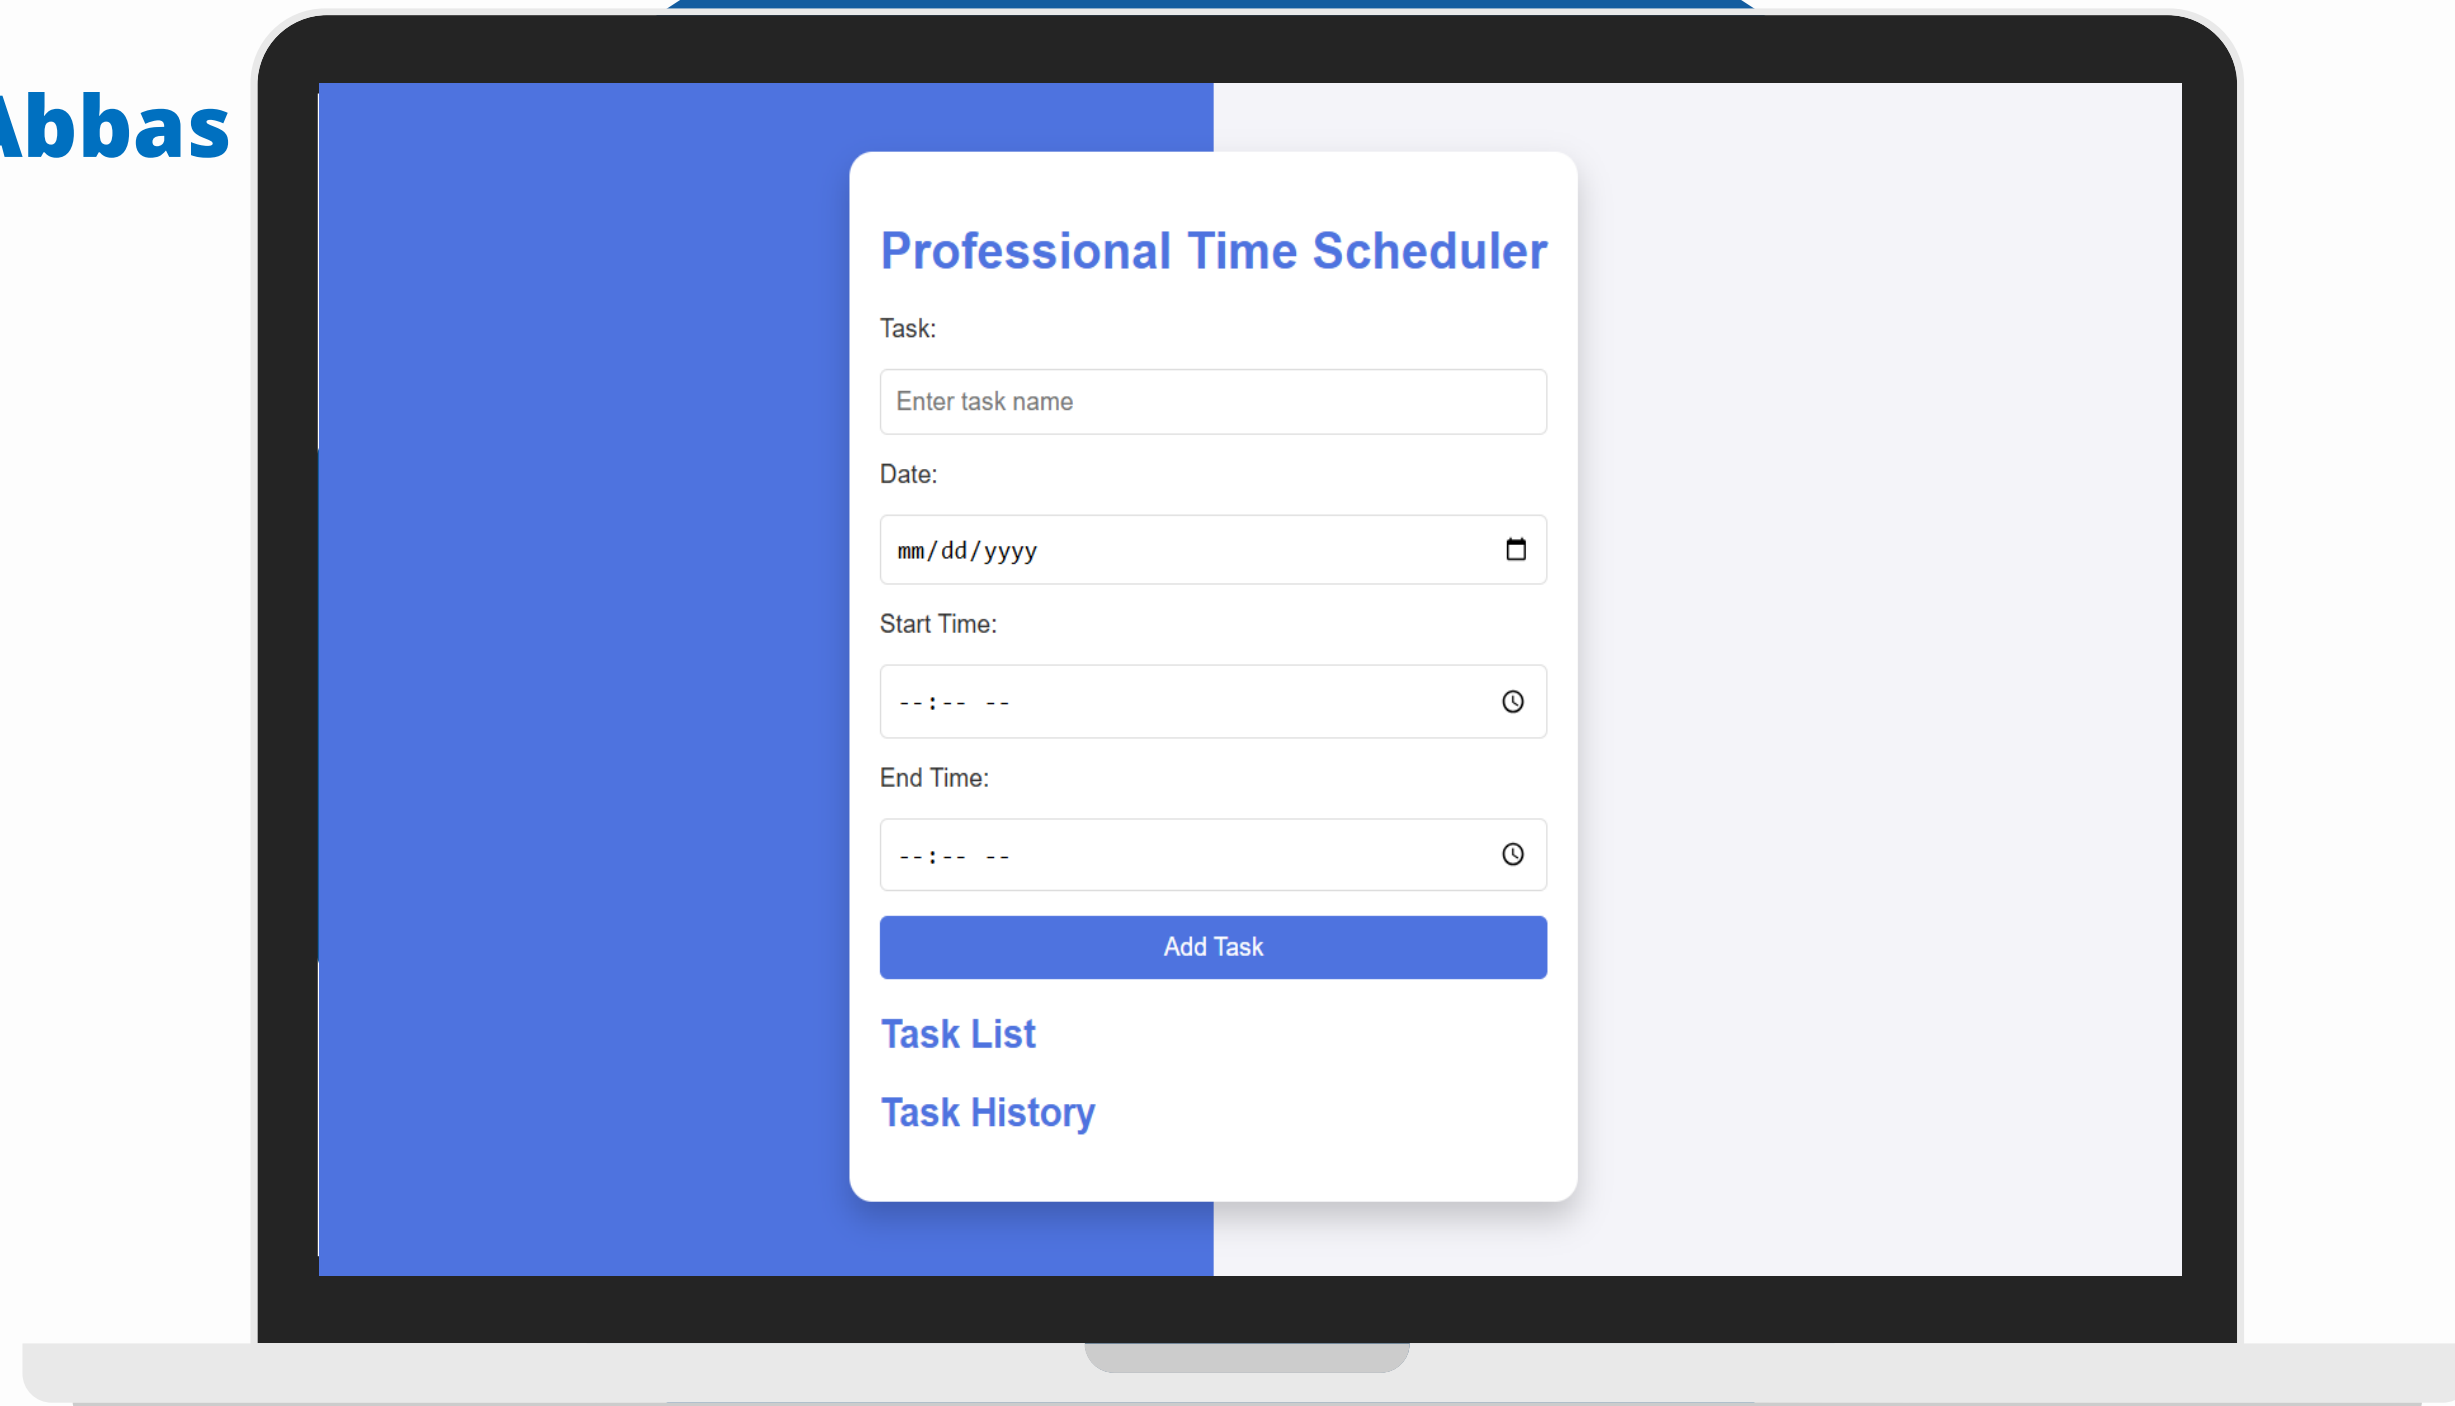 Abbas
Professional Time Scheduler
Task:
Enter task name
Date:
mm/dd/yyyy
Start Time:
--:-- --
End Time:
--:-- --
Add Task
Task List
Task History